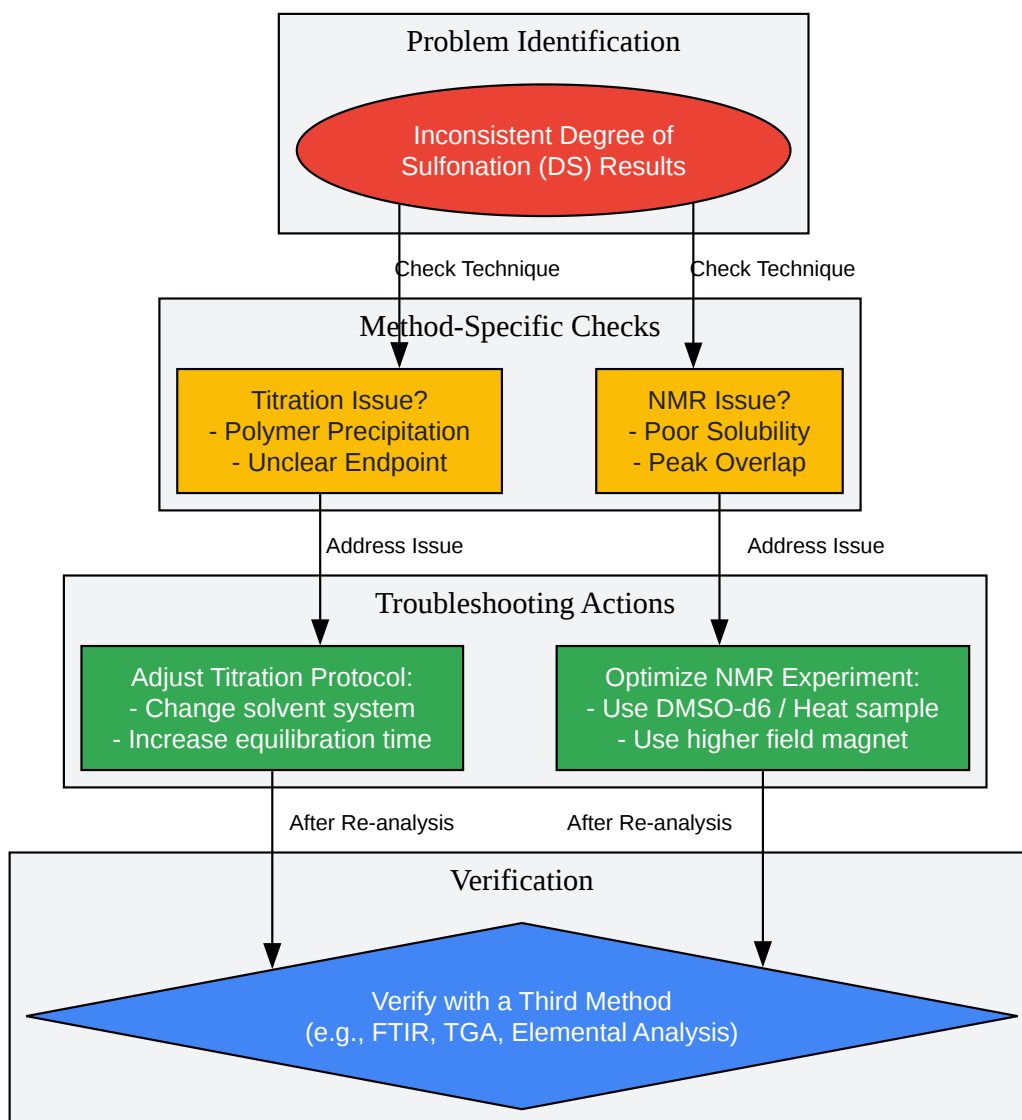 Problem Identification
Inconsistent Degree of
Sulfonation (DS) Results
Check Technique
Check Technique
Method-Specific Checks
Titration Issue?
- Polymer Precipitation
- Unclear Endpoint
NMR Issue?
- Poor Solubility
- Peak Overlap
Address Issue
Address Issue
Troubleshooting Actions
Adjust Titration Protocol:
- Change solvent system
- Increase equilibration time
Optimize NMR Experiment:
- Use DMSO-d6 / Heat sample
- Use higher field magnet
After Re-analysis
After Re-analysis
Verification
Verify with a Third Method
(e.g., FTIR, TGA, Elemental Analysis)